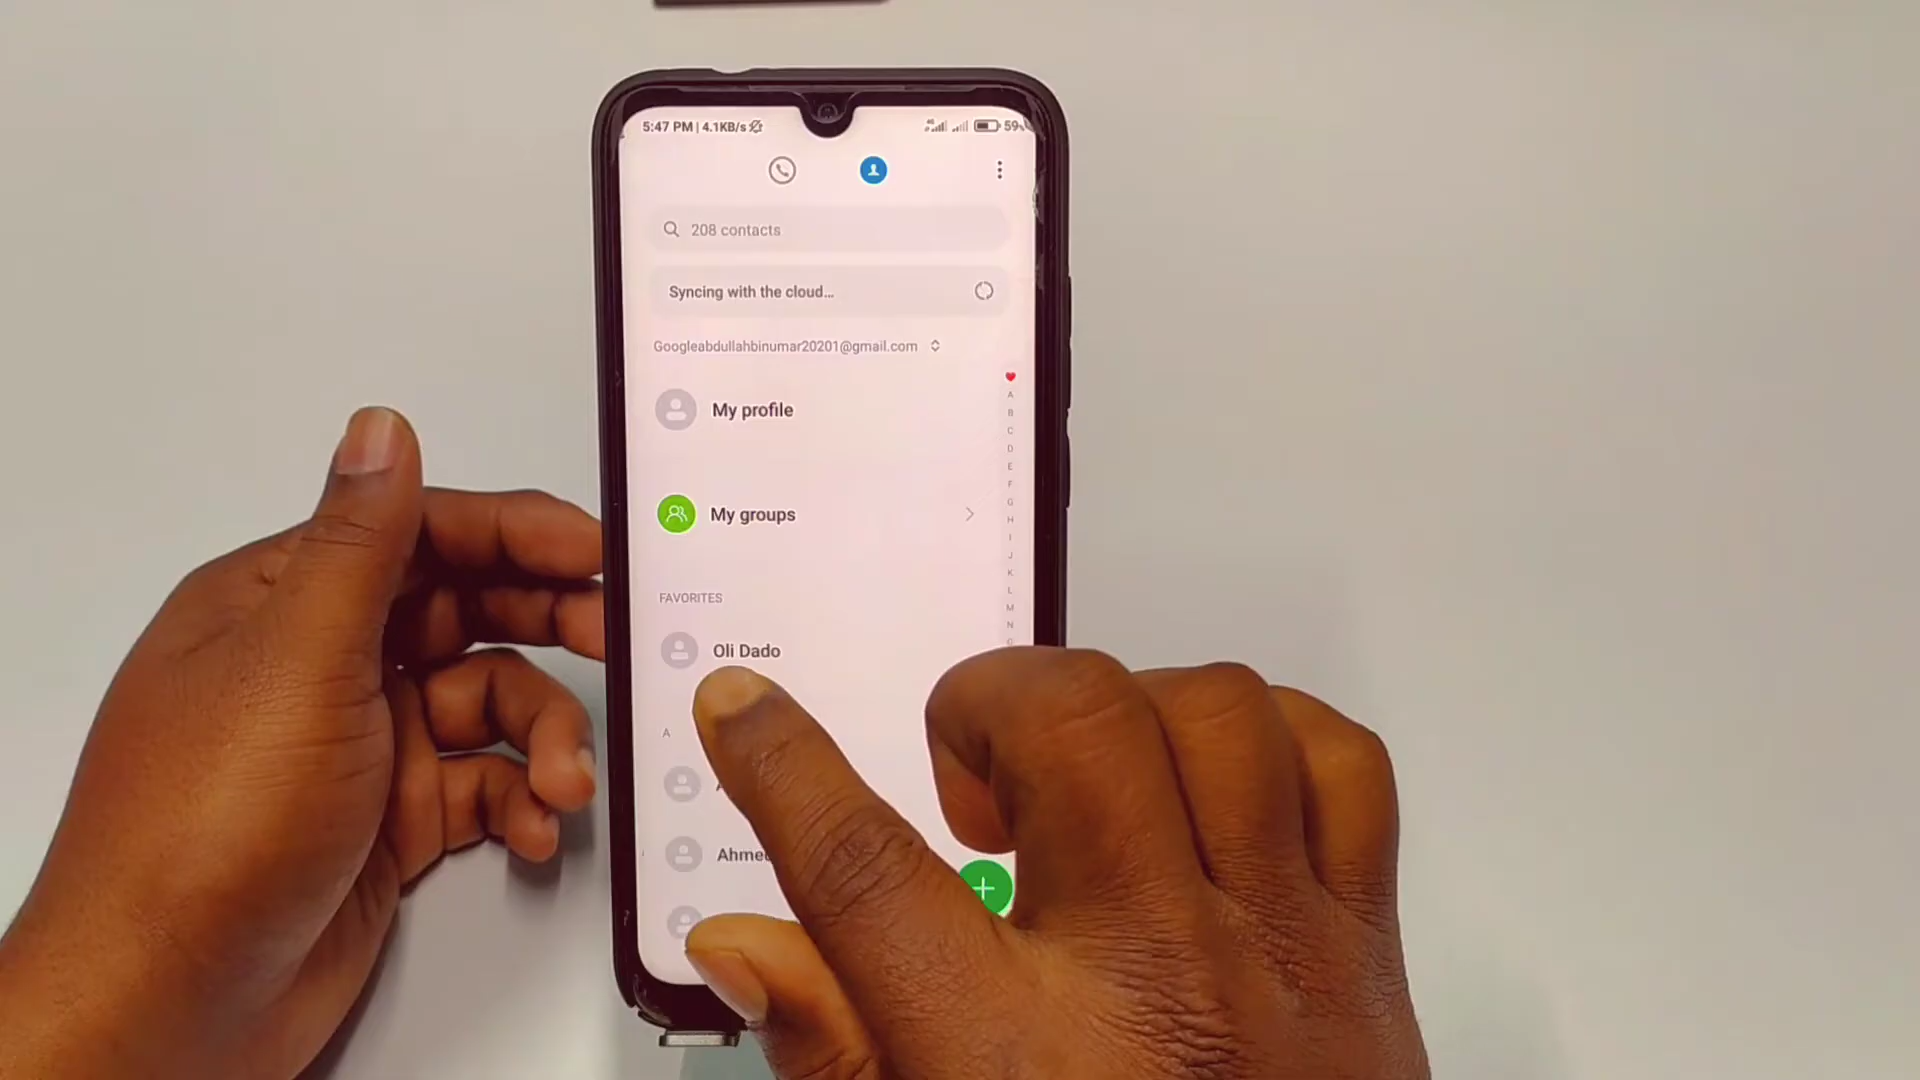 5:47 PM | 4.1KB/s
4G
59
208 contacts
Syncing with the cloud...
Googleabdullahbinumar20201@gmail.com
My profile
A
B
C
D
E
F
G
H
I
J
K
L
M
N
My groups
FAVORITES
Oli Dado
A